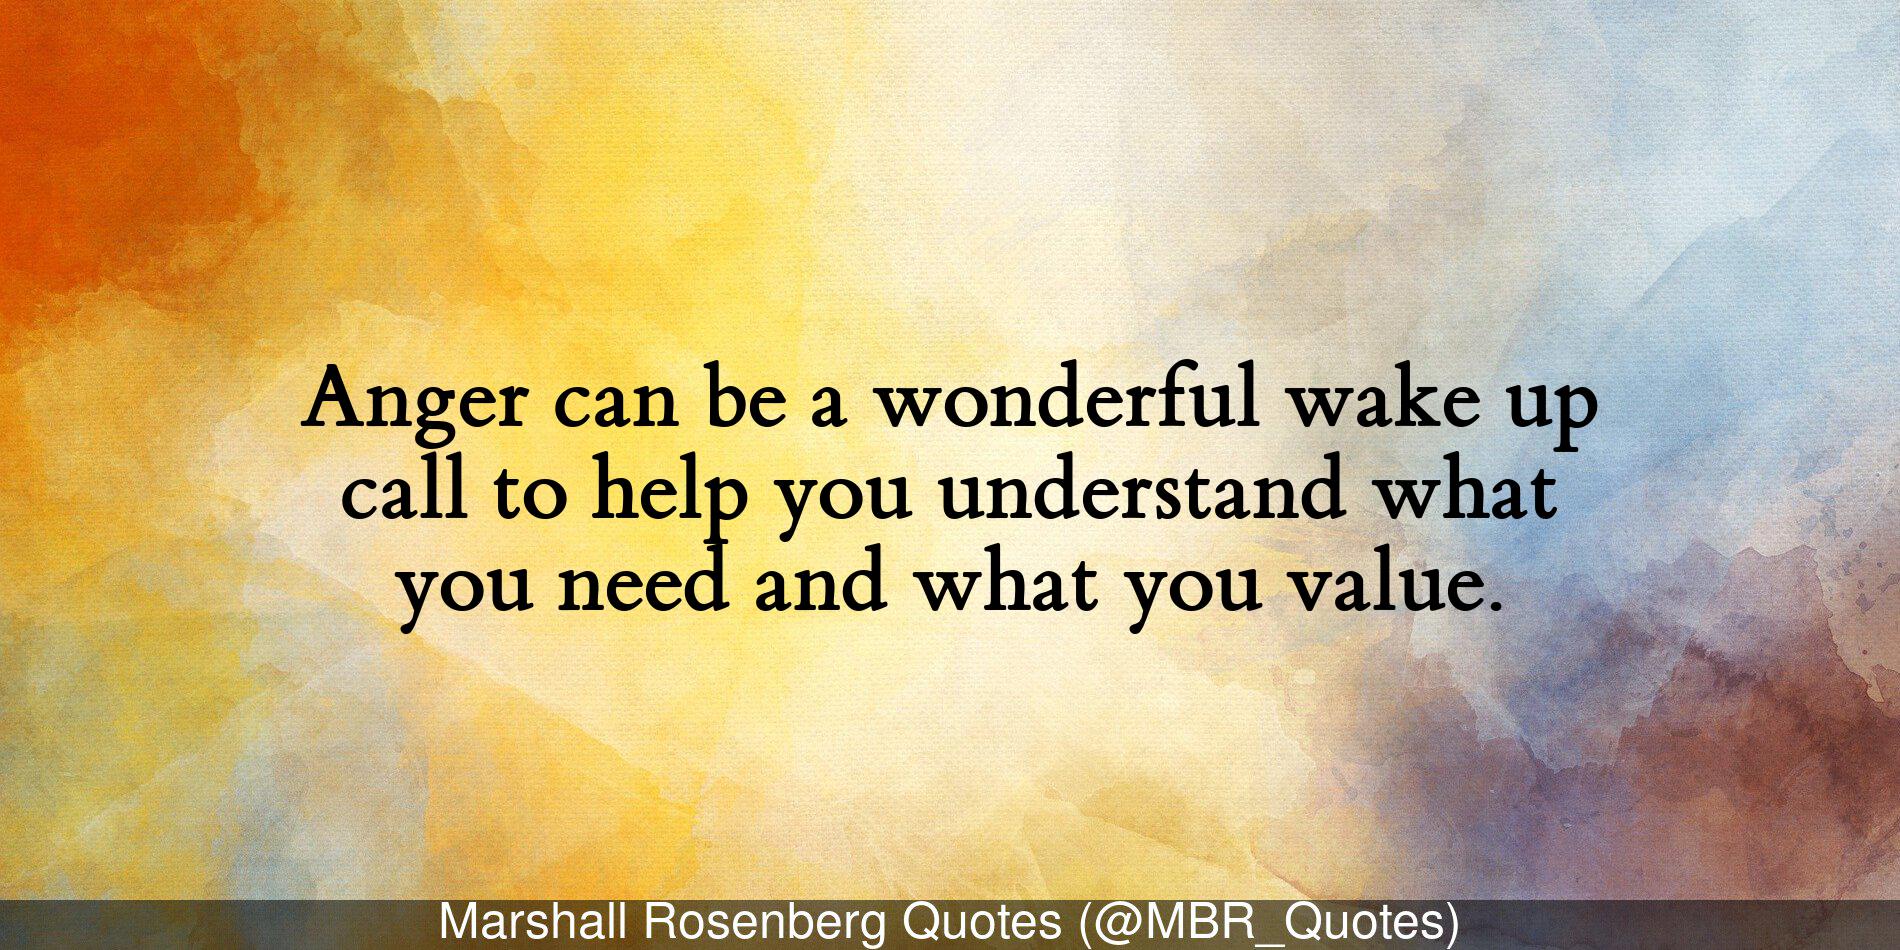 Anger can be a wonderful wake up
call to help you understand what
you need and what you value.
Marshall Rosenberg Quotes (@MBR_Quotes)